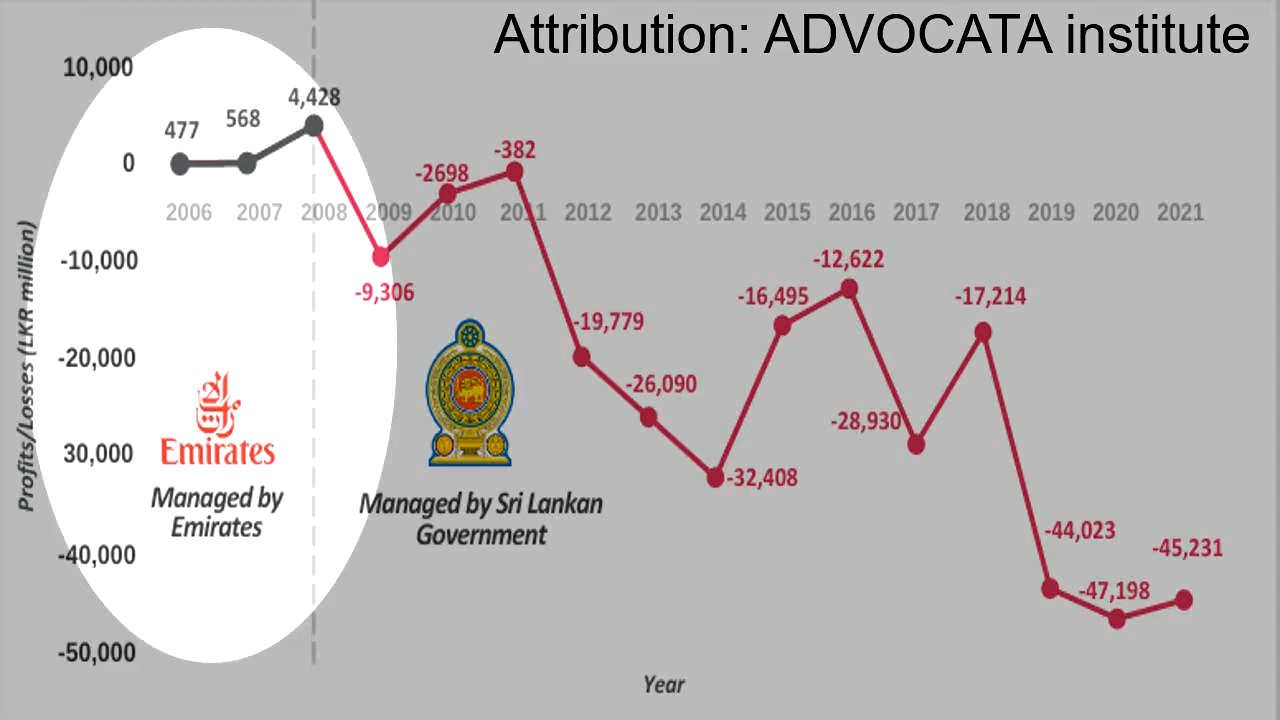 Attribution: ADVOCATA institute
10,000
0
-10,000
-20,000
30,000
-40,000
-50,000
Profits/Losses (LKR million)
477
568
4,428
-9,306
-2698
-382
-19,779
-26,090
-32,408
-16,495
-12,622
-28,930
-17,214
-44,023
-47,198
-45,231
2006 2007 2008 2009 2010 2011 2012 2013 2014 2015 2016 2017 2018 2019 2020 2021
Emirates
Managed by
Emirates
Managed by Sri Lankan
Government
Year